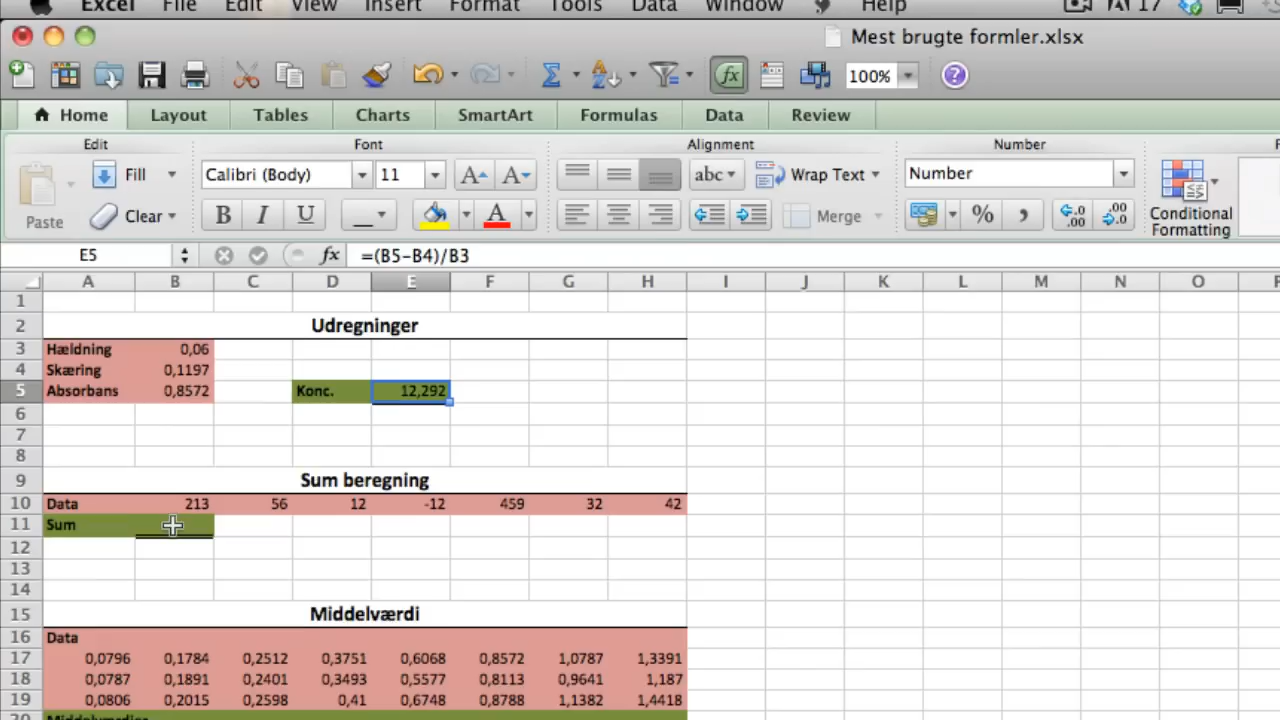 Excel File Edit View Insert Format Tools Data Window Help 17
Mest brugte formler.xlsx
100%
Home Layout Tables Charts SmartArt Formulas Data Review
Edit Font Alignment Number
Fill Calibri (Body) 11 A A abc Wrap Text Number
Paste Clear B I U A Merge % Conditional Formatting
E5 fx =(B5-B4)/B3
A B C D E F G H I J K L M N O
1
2 Udregninger
3 Hældning 0,06
4 Skæring 0,1197
5 Absorbans 0,8572 Konc. 12,292
6
7
8
9 Sum beregning
10 Data 213 56 12 -12 459 32 42
11 Sum
12
13
14
15 Middelværdi
16 Data
17 0,0796 0,1784 0,2512 0,3751 0,6068 0,8572 1,0787 1,3391
18 0,0787 0,1891 0,2401 0,3493 0,5577 0,8113 0,9641 1,187
19 0,0806 0,2015 0,2598 0,41 0,6748 0,8788 1,1382 1,4418